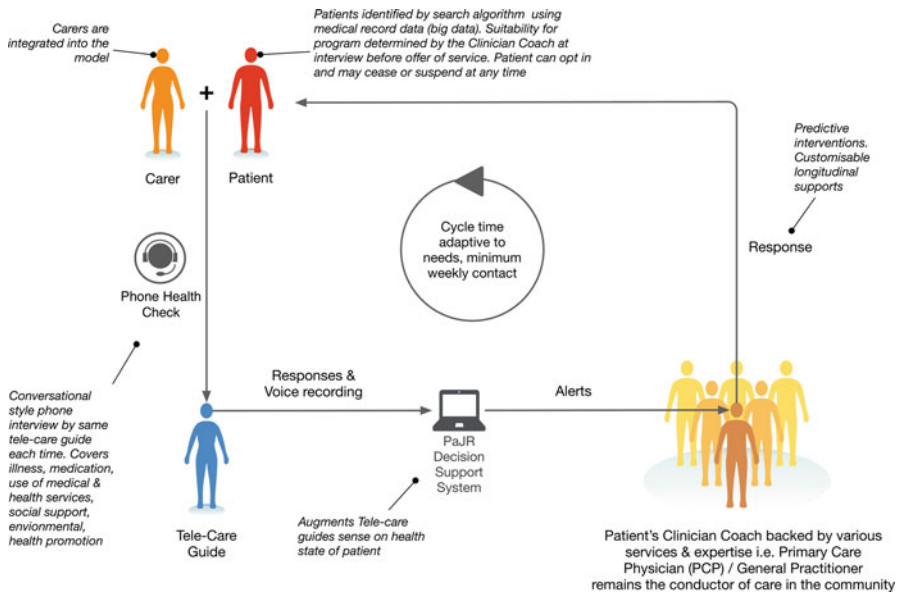 Carers are
integrated into the
model
Patients identified by search algorithm using
medical record data (big data). Suitability for
program determined by the Clinician Coach at
interview before offer of service. Patient can opt in
and may cease or suspend at any time
+
Carer
Patient
Predictive
interventions.
Customisable
longitudinal
supports
Cycle time
adaptive to
needs, minimum
weekly contact
Response
Phone Health
Check
Conversational
style phone
interview by same
tele-care guide
each time. Covers
illness, medication,
use of medical &
health services,
social support,
envionmental,
health promotion
Responses &
Voice recording
Alerts
PaJR
Decision
Support
System
Tele-Care
Guide
Augments Tele-care
guides sense on health
state of patient
Patient's Clinician Coach backed by various
services & expertise i.e. Primary Care
Physician (PCP) / General Practitioner
remains the conductor of care in the community